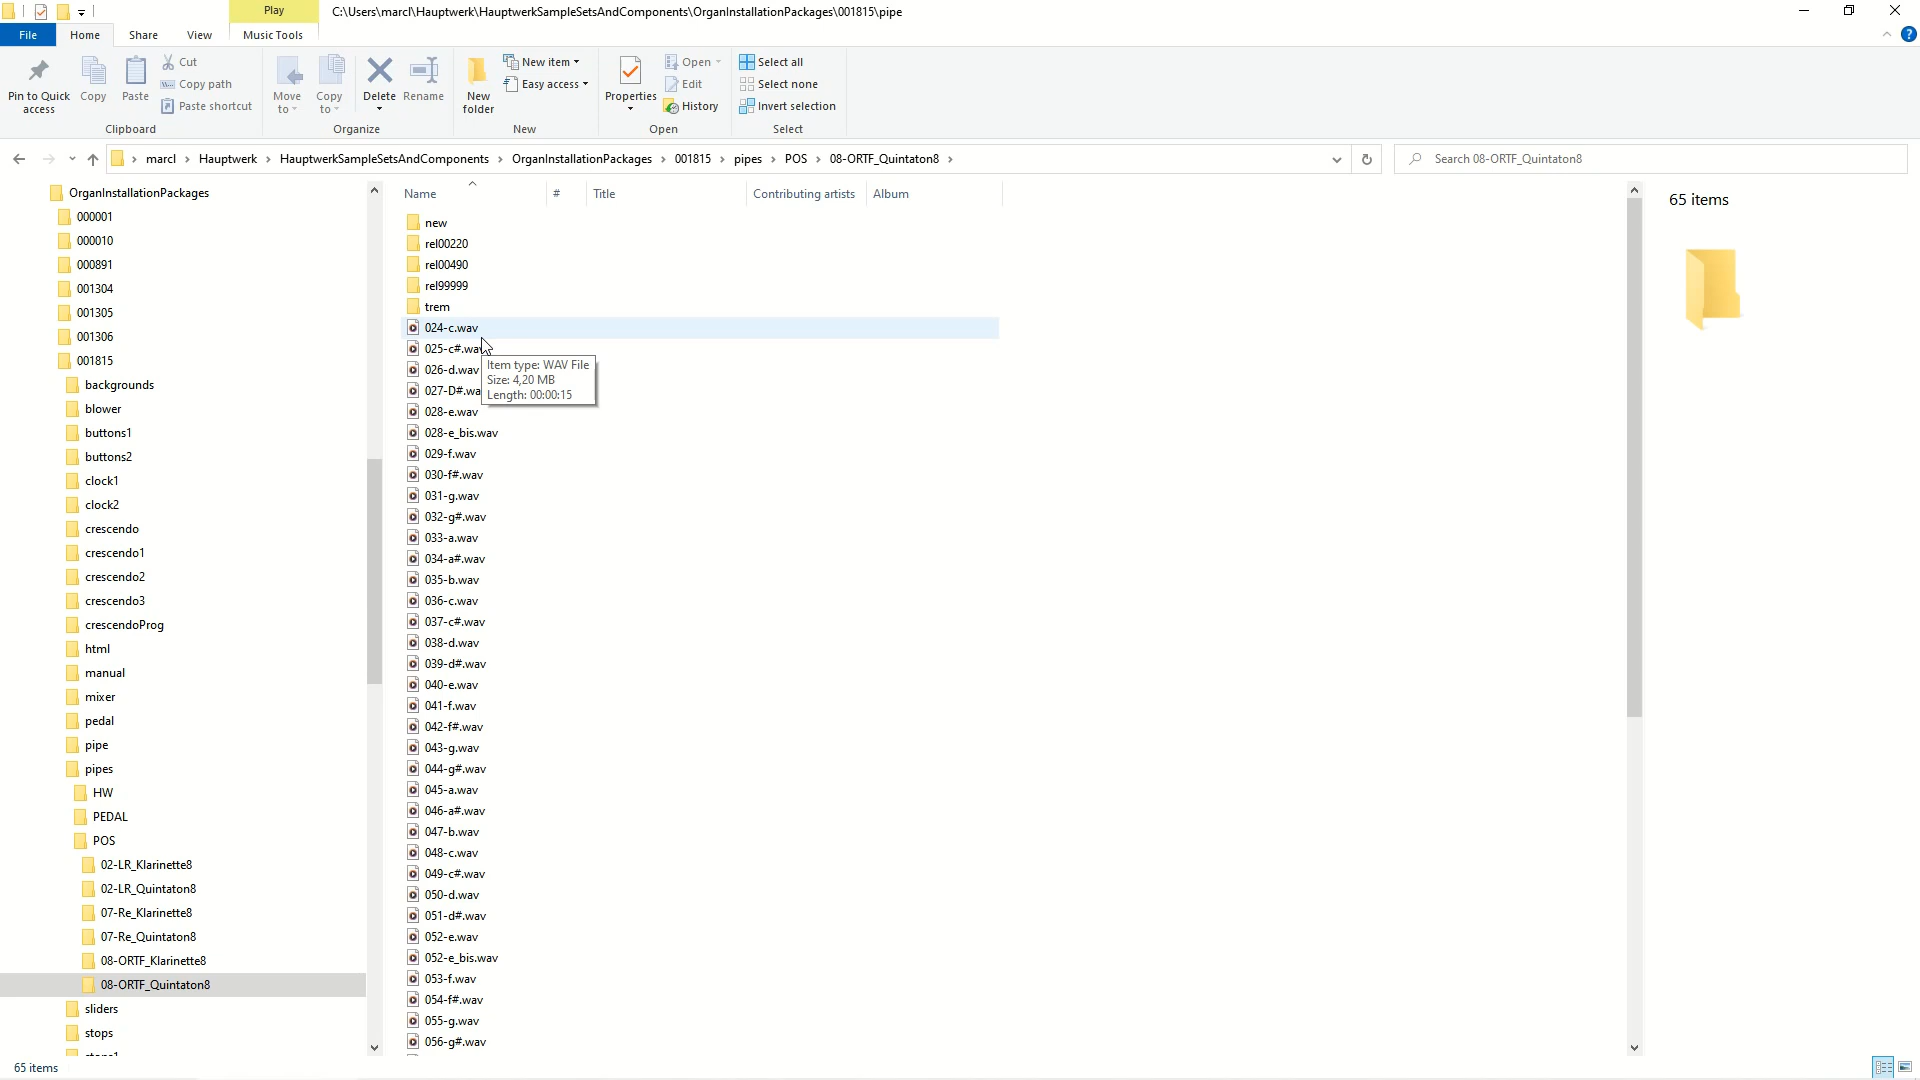 Play
C:\Users\marcl\Hauptwerk\HauptwerkSampleSetsAndComponents\OrganInstallationPackages\001815\pipe
File
Home
Share
View
Music Tools
?
Pin to Quick access
Copy
Paste
Cut
Copy path
Paste shortcut
Clipboard
Move to
Copy to
Delete
Rename
Organize
New folder
New item
Easy access
New
Properties
Open
Edit
History
Open
Select all
Select none
Invert selection
Select
marcl
Hauptwerk
HauptwerkSampleSetsAndComponents
OrganInstallationPackages
001815
pipes
POS
08-ORTF_Quintaton8
Search 08-ORTF_Quintaton8
OrganInstallationPackages
000001
000010
000891
001304
001305
001306
001815
backgrounds
blower
buttons1
buttons2
clock1
clock2
crescendo
crescendo1
crescendo2
crescendo3
crescendoProg
html
manual
mixer
pedal
pipe
pipes
HW
PEDAL
POS
02-LR_Klarinette8
02-LR_Quintaton8
07-Re_Klarinette8
07-Re_Quintaton8
08-ORTF_Klarinette8
08-ORTF_Quintaton8
sliders
stops
Name
#
Title
Contributing artists
Album
new
rel00220
rel00490
rel99999
trem
024-c.wav
025-c#.wav
026-d.wav
027-D#.wa
028-e.wav
028-e_bis.wav
029-f.wav
030-f#.wav
031-g.wav
032-g#.wav
033-a.wav
034-a#.wav
035-b.wav
036-c.wav
037-c#.wav
038-d.wav
039-d#.wav
040-e.wav
041-f.wav
042-f#.wav
043-g.wav
044-g#.wav
045-a.wav
046-a#.wav
047-b.wav
048-c.wav
049-c#.wav
050-d.wav
051-d#.wav
052-e.wav
052-e_bis.wav
053-f.wav
054-f#.wav
055-g.wav
056-g#.wav
Item type: WAV File
Size: 4,20 MB
Length: 00:00:15
65 items
65 items